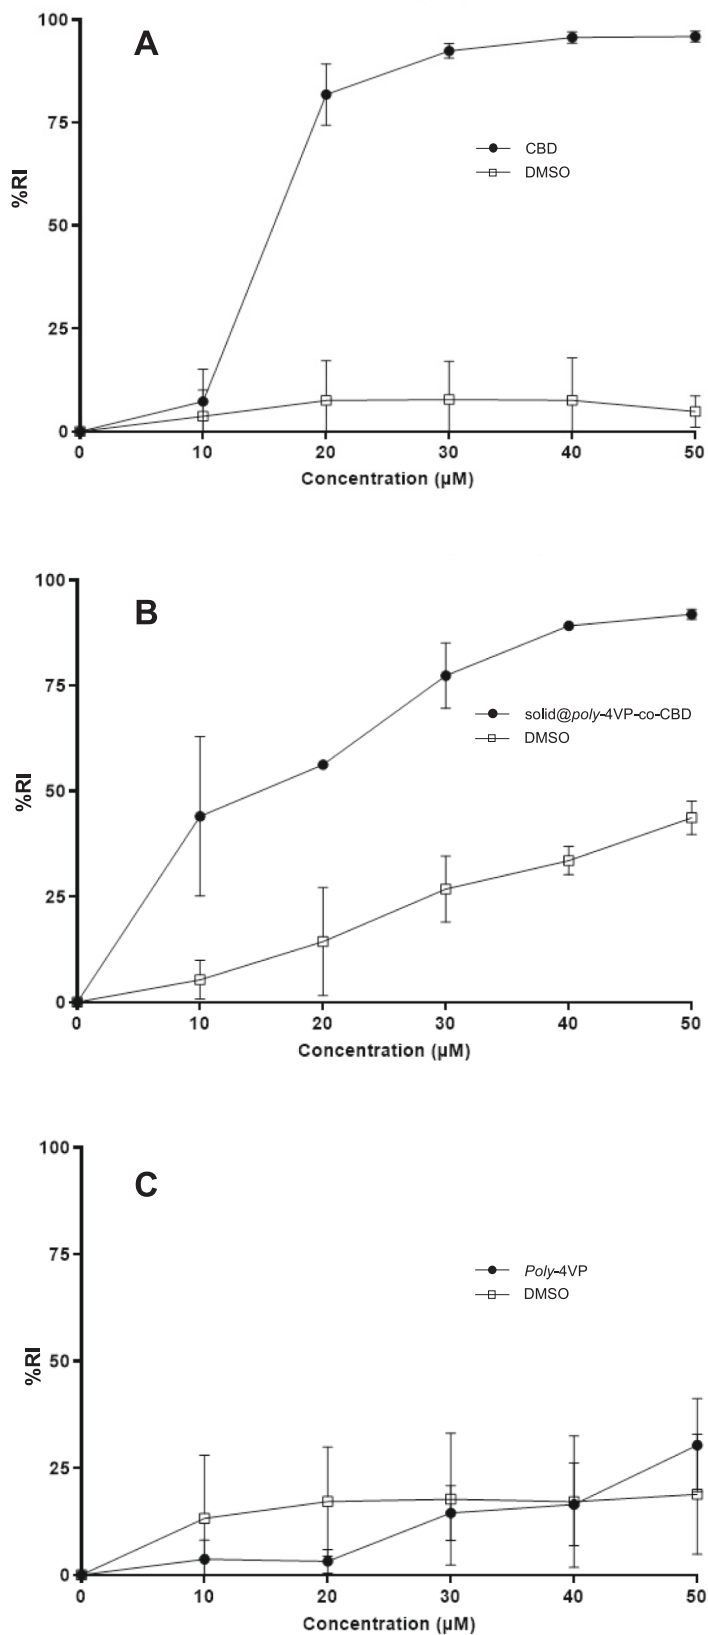 100
A
75
CBD
DMSO
%RI
50
25
0
0 10 20 30 40 50
Concentration (µM)
100
B
75
solid@poly-4VP-co-CBD
DMSO
%RI
50
25
0
0 10 20 30 40 50
Concentration (µM)
100
C
75
Poly-4VP
DMSO
%RI
50
25
0
0 10 20 30 40 50
Concentration (µM)